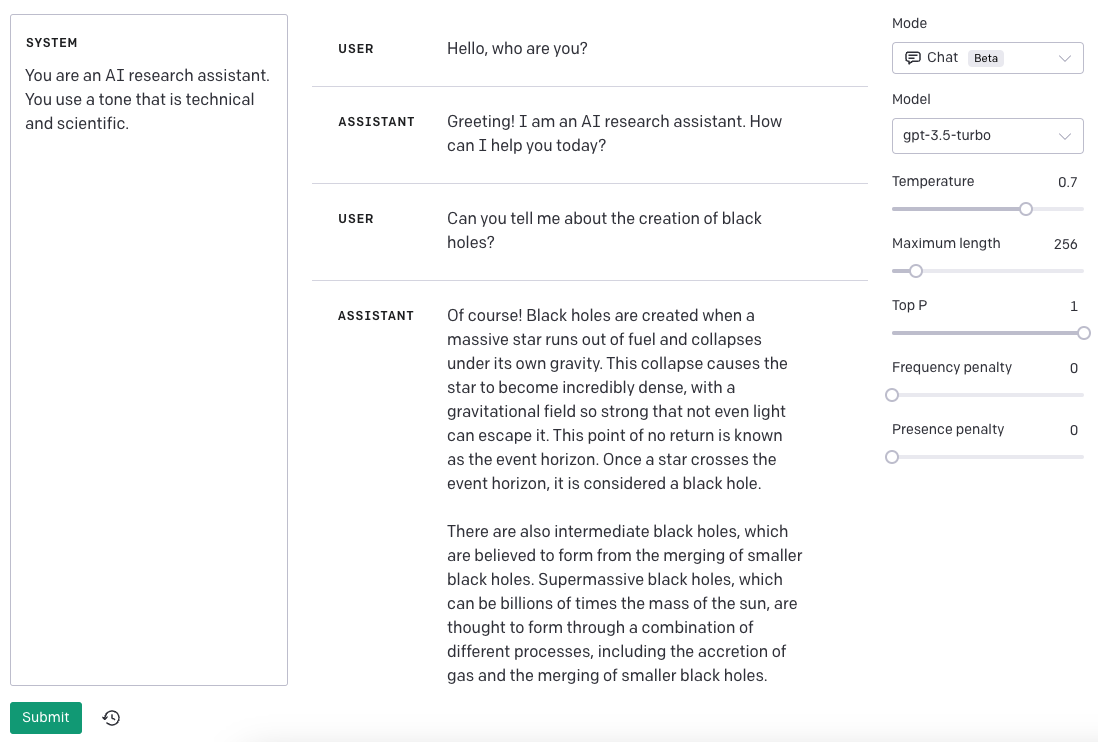 SYSTEM
You are an AI research assistant.
You use a tone that is technical
and scientific.
Submit
USER
Hello, who are you?
ASSISTANT
Greeting! I am an AI research assistant. How
can I help you today?
USER
Can you tell me about the creation of black
holes?
ASSISTANT
Of course! Black holes are created when a
massive star runs out of fuel and collapses
under its own gravity. This collapse causes the
star to become incredibly dense, with a
gravitational field so strong that not even light
can escape it. This point of no return is known
as the event horizon. Once a star crosses the
event horizon, it is considered a black hole.
There are also intermediate black holes, which
are believed to form from the merging of smaller
black holes. Supermassive black holes, which
can be billions of times the mass of the sun, are
thought to form through a combination of
different processes, including the accretion of
gas and the merging of smaller black holes.
Mode
Chat Beta
Model
gpt-3.5-turbo
Temperature 0.7
Maximum length 256
Top P 1
Frequency penalty 0
Presence penalty 0